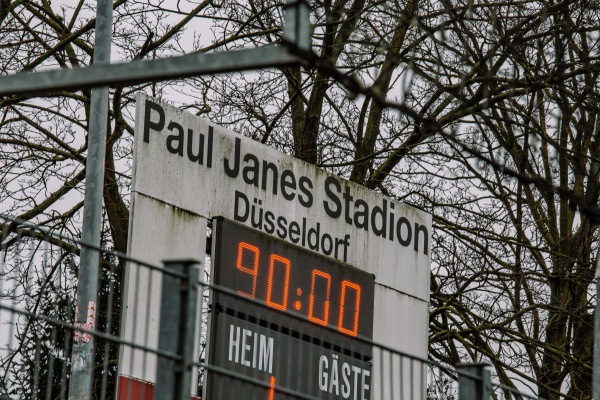 Paul Janes Stadion
Düsseldorf
90:00
HEIM GÄSTE